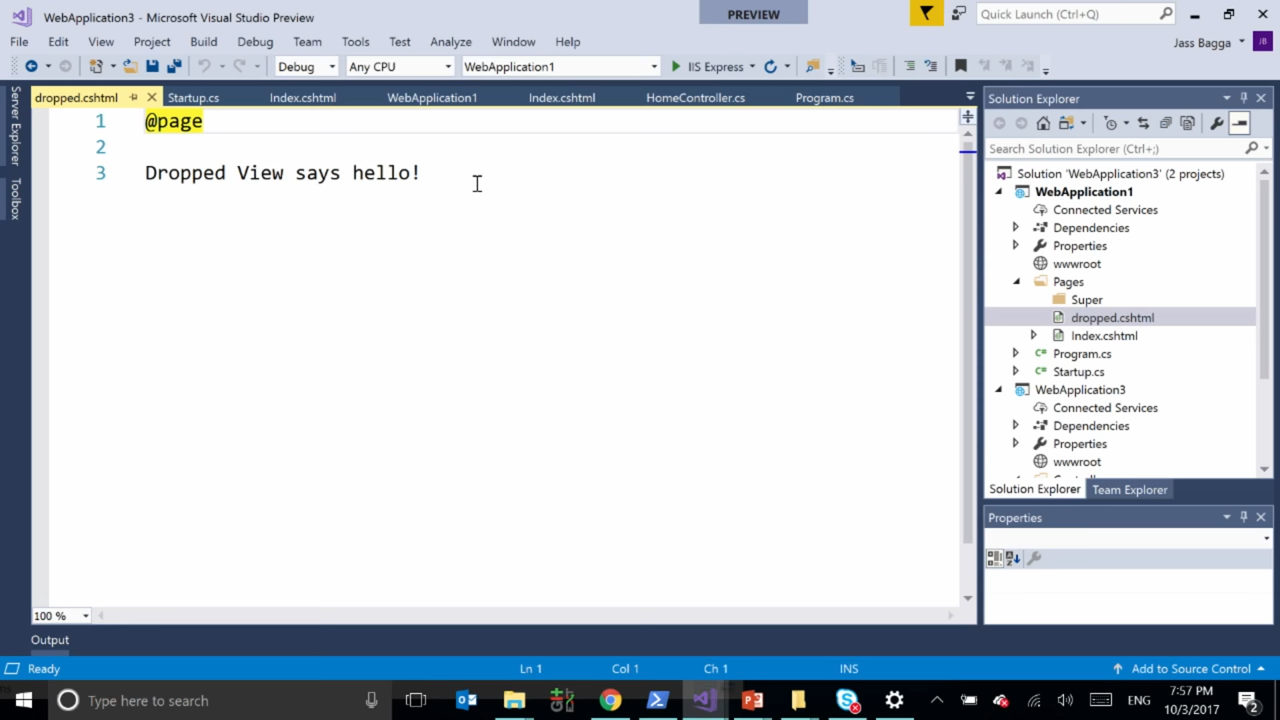 WebApplication3 - Microsoft Visual Studio Preview
PREVIEW
Quick Launch (Ctrl+Q)
File Edit View Project Build Debug Team Tools Test Analyze Window Help
Jass Bagga JB
Debug Any CPU WebApplication1 IIS Express
Server Explorer
Toolbox
dropped.cshtml Startup.cs Index.cshtml WebApplication1 Index.cshtml HomeController.cs Program.cs
1 @page
2
3 Dropped View says hello!
100 %
Solution Explorer
Search Solution Explorer (Ctrl+;)
Solution 'WebApplication3' (2 projects)
WebApplication1
Connected Services
Dependencies
Properties
wwwroot
Pages
Super
dropped.cshtml
Index.cshtml
C# Program.cs
C# Startup.cs
WebApplication3
Connected Services
Dependencies
Properties
wwwroot
Solution Explorer Team Explorer
Properties
Output
Ready Ln 1 Col 1 Ch 1 INS Add to Source Control
Type here to search
ENG
7:57 PM
10/3/2017
2